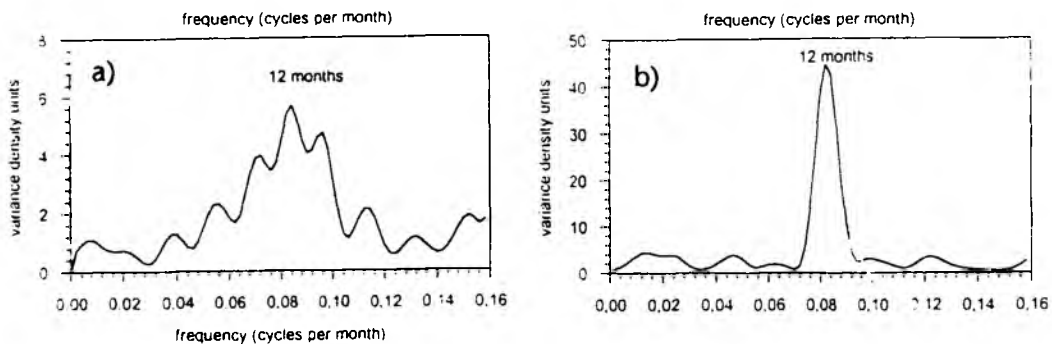 frequency (cycles per month)
8
6
4
2
0
variance density units
a)
12 months
0,00 0,02 0,04 0,06 0,08 0,10 0,12 0,14 0,16
frequency (cycles per month)
frequency (cycles per month)
50
40
30
20
10
0
variance density units
b)
12 months
0,00 0,02 0,04 0,06 0,08 0,10 0,12 0,14 0,16